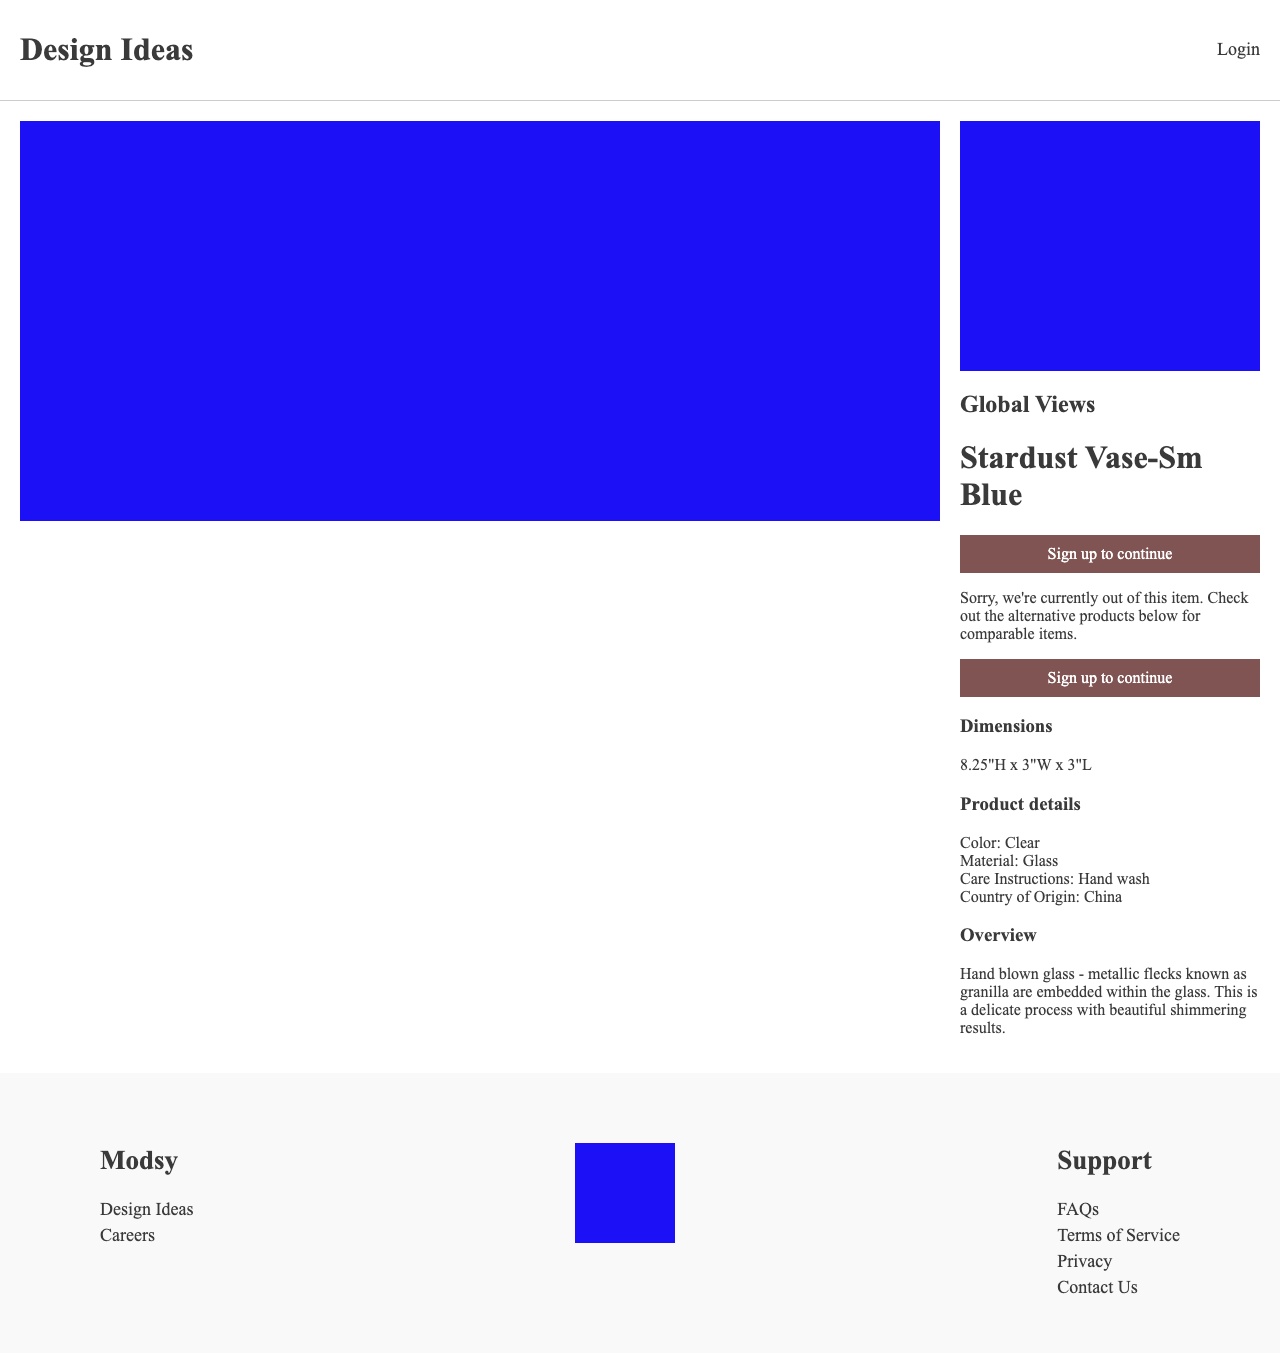 Design Ideas
Login
Global Views
Stardust Vase-Sm
Blue
Sign up to continue
Sorry, we're currently out of this item. Check
out the alternative products below for
comparable items.
Sign up to continue
Dimensions
8.25"H x 3"W x 3"L
Product details
Color: Clear
Material: Glass
Care Instructions: Hand wash
Country of Origin: China
Overview
Hand blown glass - metallic flecks known as
granilla are embedded within the glass. This is
a delicate process with beautiful shimmering
results.
Modsy
Design Ideas
Careers
Support
FAQs
Terms of Service
Privacy
Contact Us